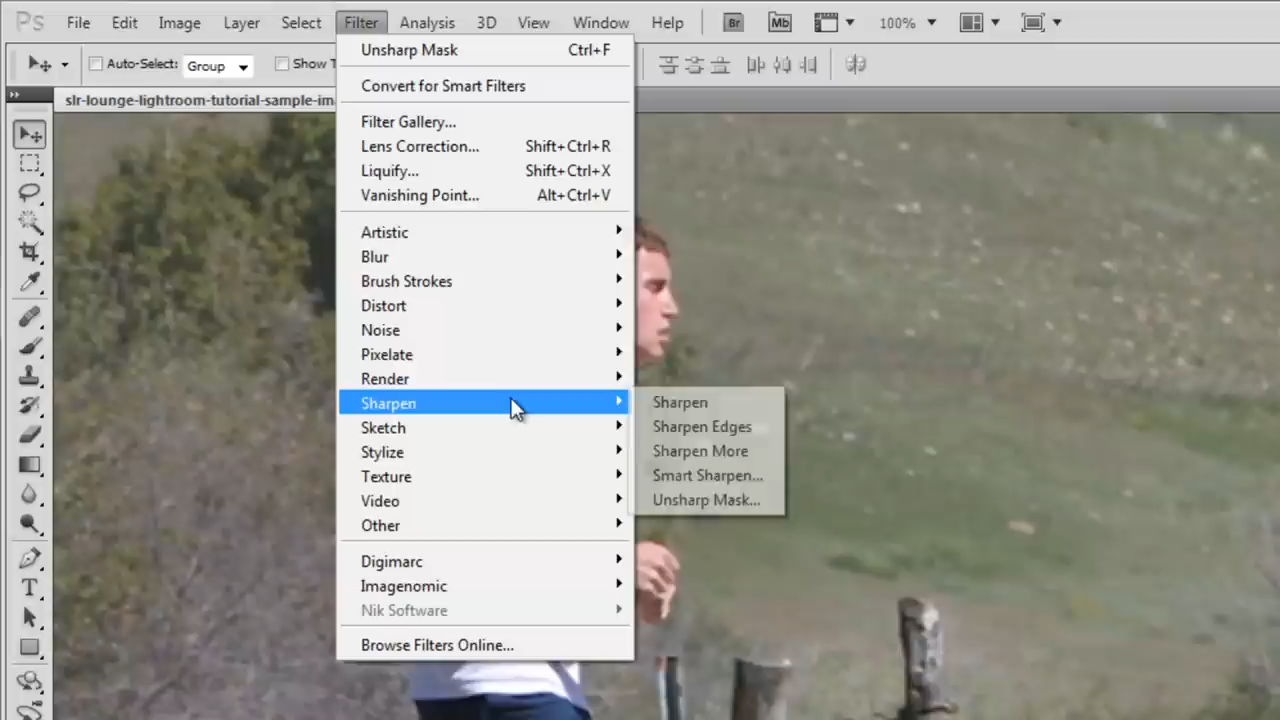 Ps File Edit Image Layer Select Filter Analysis 3D View Window Help Br Mb 100%
Auto-Select: Group Show
slr-lounge-lightroom-tutorial-sample-im
Unsharp Mask Ctrl+F
Convert for Smart Filters
Filter Gallery...
Lens Correction... Shift+Ctrl+R
Liquify... Shift+Ctrl+X
Vanishing Point... Alt+Ctrl+V
Artistic
Blur
Brush Strokes
Distort
Noise
Pixelate
Render
Sharpen
Sketch
Stylize
Texture
Video
Other
Digimarc
Imagenomic
Nik Software
Browse Filters Online...
Sharpen
Sharpen Edges
Sharpen More
Smart Sharpen...
Unsharp Mask...